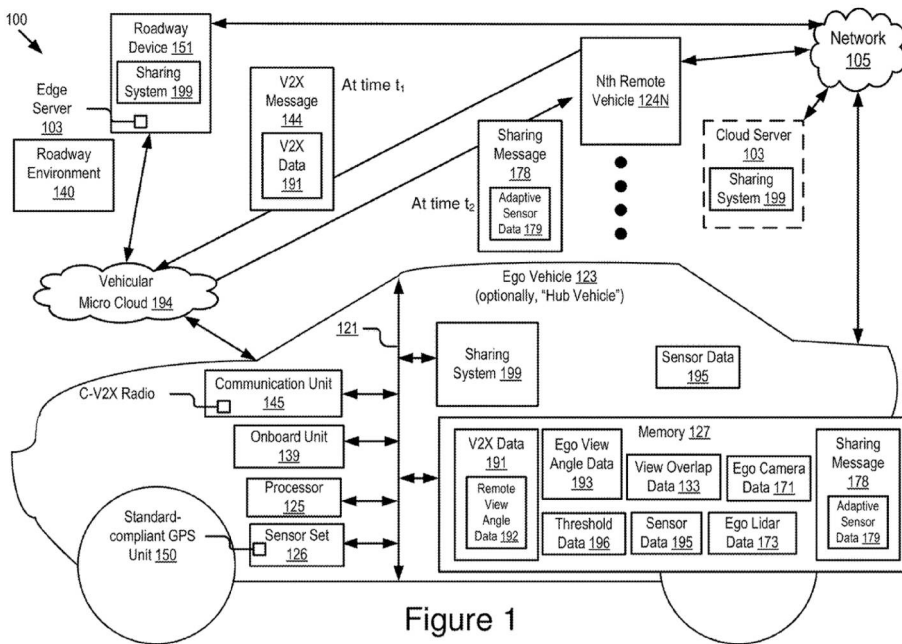 100
Roadway
Device 151
Sharing
System
199
Edge
Server
103
Roadway
Environment
140
V2X
Message
144
V2X
Data
191
At time t1
Nth Remote
Vehicle 124N
Network
105
Sharing
Message
178
Adaptive
Sensor
Data 179
At time t2
Cloud Server
103
Sharing
System 199
Vehicular
Micro Cloud 194
Ego Vehicle 123
(optionally, "Hub Vehicle")
121
Sharing
System
199
Sensor Data
195
C-V2X Radio
Communication Unit
145
Onboard Unit
139
Processor
125
Standard-
compliant GPS
Unit 150
Sensor Set
126
Memory 127
V2X Data
191
Remote
View
Angle
Data 192
Ego View
Angle Data
193
View Overlap
Data 133
Ego Camera
Data 171
Threshold
Data 196
Sensor
Data 195
Ego Lidar
Data 173
Sharing
Message
178
Adaptive
Sensor
Data 179
Figure 1